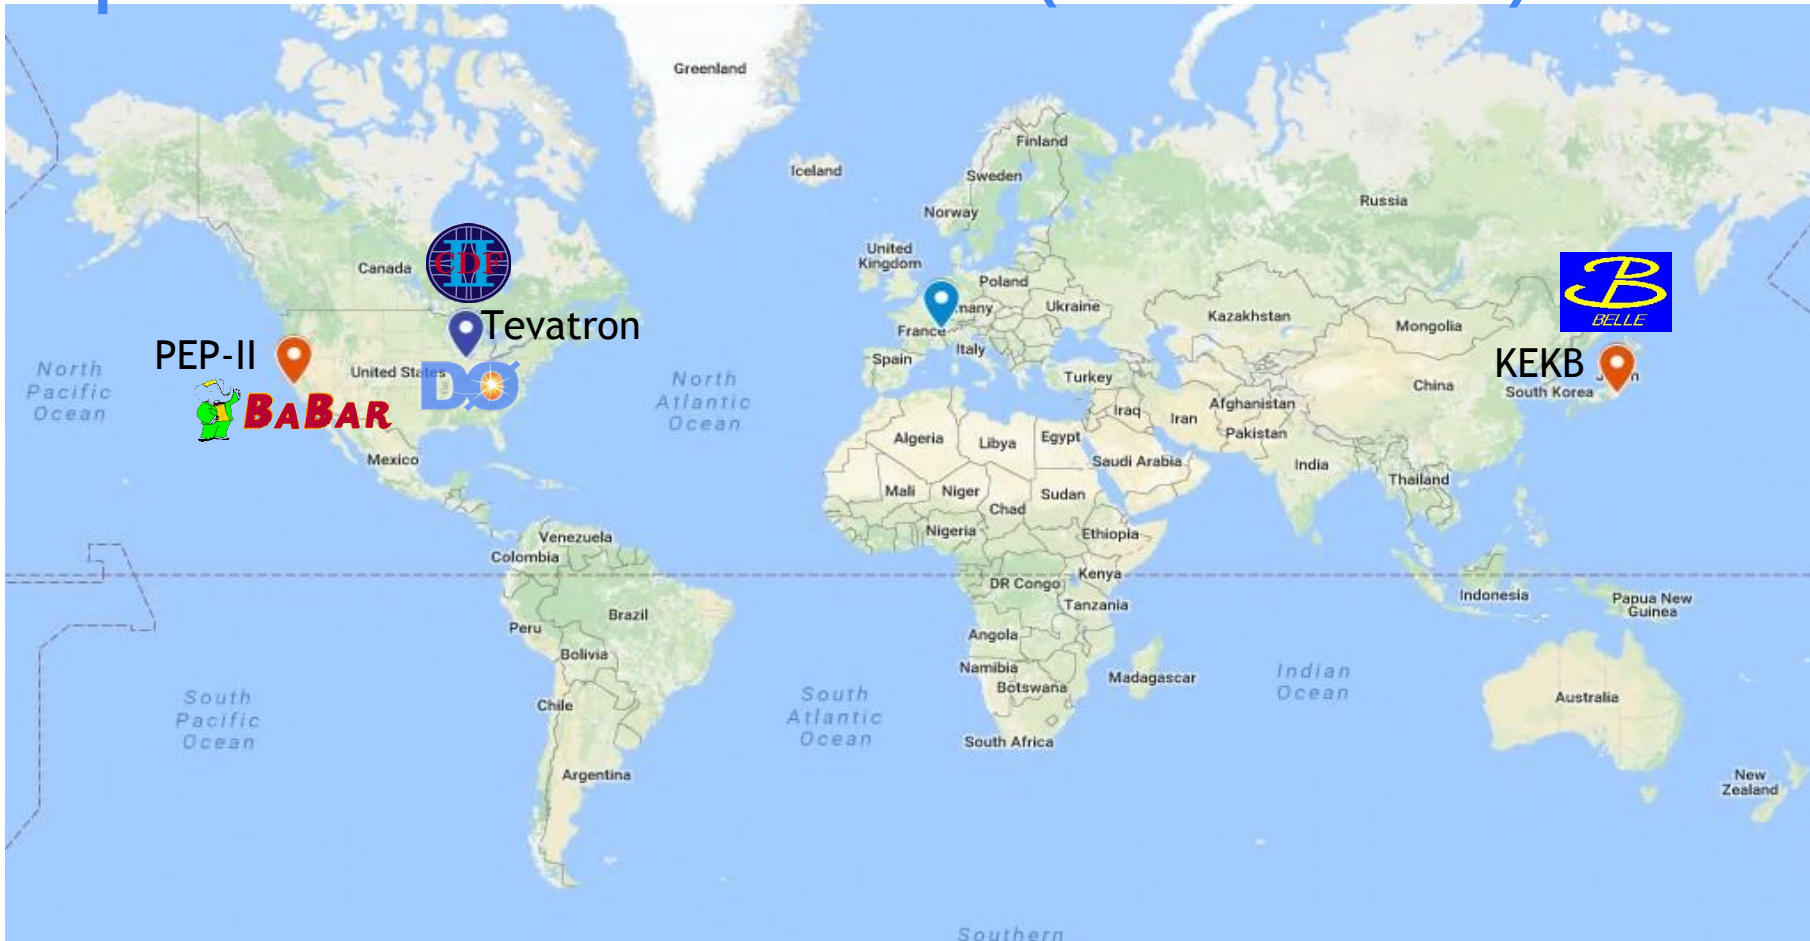 Greenland
Finland
Iceland
Sweden
Russia
Norway
United
Kingdom
Canada
II
CDF
Poland
BELLE
many
Ukraine
Kazakhstan
Tevatron
Mongolia
France
PEP-II
Italy
Spain
KEKB
North
Pacific
Ocean
United States
DØ
North
Atlantic
Ocean
Turkey
China
South Korea
BABAR
Iraq
Iran
Afghanistan
Algeria
Libya
Egypt
Pakistan
Mexico
Saudi Arabia
India
Thailand
Mali
Niger
Chad
Sudan
Venezuela
Nigeria
Ethiopia
Colombia
DR Congo
Kenya
Indonesia
Papua New
Guinea
Brazil
Tanzania
Peru
Angola
Bolivia
Namibia
Botswana
Madagascar
Indian
Ocean
South
Pacific
Ocean
Chile
South
Atlantic
Ocean
Australia
South Africa
Argentina
New
Zealand
Southern